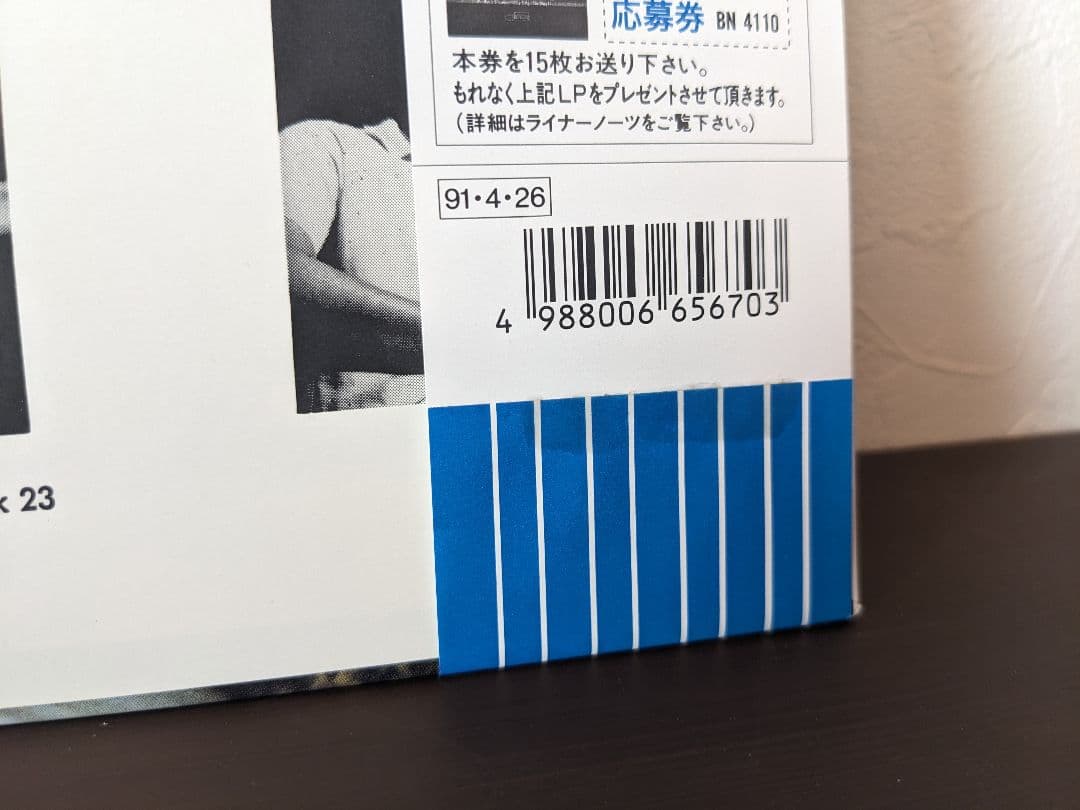 応募券 BN 4110
本券を15枚お送り下さい。
もれなく上記LPをプレゼントさせて頂きます。
(詳細はライナーノーツをご覧下さい。)
91・4・26
4 988006 656703
k 23